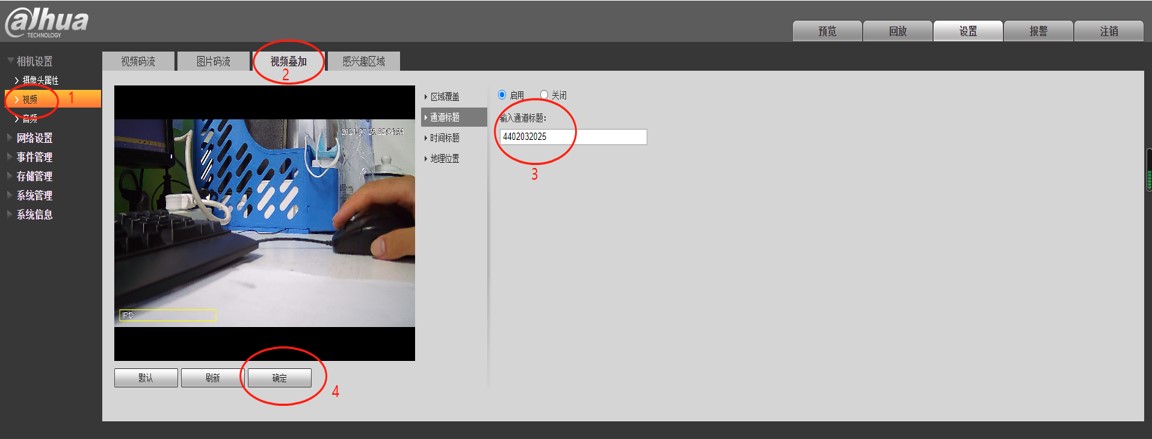 alhua
TECHNOLOGY
预览
回放
设置
报警
注销
相机设置
摄像头属性
视频
1
音频
网络设置
事件管理
存储管理
系统管理
系统信息
视频码流
图片码流
视频叠加
2
感兴趣区域
区域覆盖
通道标题
时间标题
地理位置
启用
关闭
输入通道标题:
4402032025
3
IPC
默认
刷新
确定
4